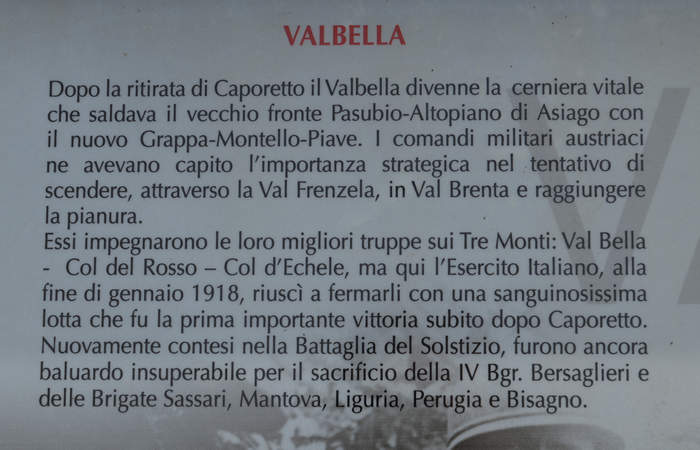 VALBELLA
Dopo la ritirata di Caporetto il Valbella divenne la cerniera vitale
che saldava il vecchio fronte Pasubio-Altopiano di Asiago con
il nuovo Grappa-Montello-Piave. I comandi militari austriaci
ne avevano capito l'importanza strategica nel tentativo di
scendere, attraverso la Val Frenzela, in Val Brenta e raggiungere
la pianura.
Essi impegnarono le loro migliori truppe sui Tre Monti: Val Bella
- Col del Rosso – Col d'Echele, ma qui l'Esercito Italiano, alla
fine di gennaio 1918, riuscì a fermarli con una sanguinosissima
lotta che fu la prima importante vittoria subito dopo Caporetto.
Nuovamente contesi nella Battaglia del Solstizio, furono ancora
baluardo insuperabile per il sacrificio della IV Bgr. Bersaglieri e
delle Brigate Sassari, Mantova, Liguria, Perugia e Bisagno.